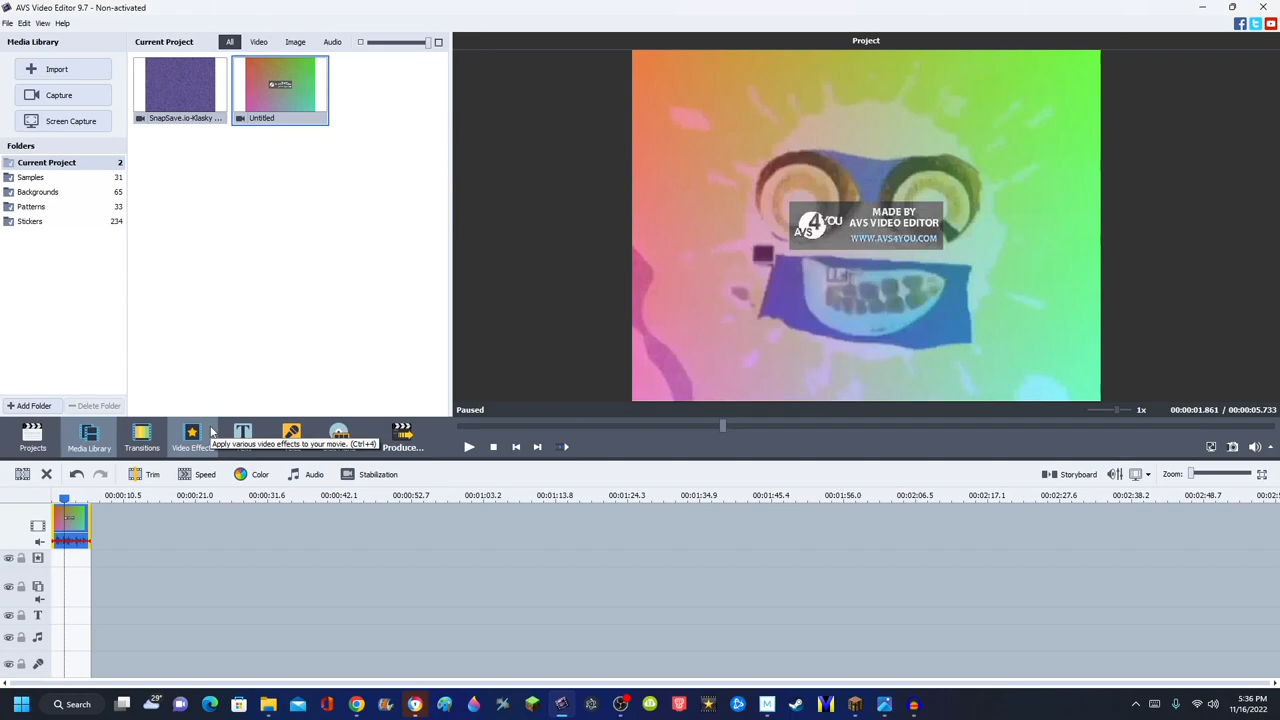 AVS Video Editor 9.7 - Non-activated
File Edit View Help
Media Library
Current Project All Video Image Audio
Project
Import
Capture
Screen Capture
SnapSave.io-Klasky ...
Untitled
Folders
Current Project 2
Samples 31
Backgrounds 65
Patterns 33
Stickers 234
AVS 4 YOU
MADE BY
AVS VIDEO EDITOR
WWW.AVS4YOU.COM
Add Folder
Delete Folder
Paused
1x
00:00:01.861 / 00:00:05.733
Projects
Media Library
Transitions
Video Effects
Apply various video effects to your movie. (Ctrl+4)
Produce...
Trim
Speed
Color
Audio
Stabilization
Storyboard
Zoom:
00:00:10.5 00:00:21.0 00:00:31.6 00:00:42.1 00:00:52.7 00:01:03.2 00:01:13.8 00:01:24.3 00:01:34.9 00:01:45.4 00:01:56.0 00:02:06.5 00:02:17.1 00:02:27.6 00:02:38.2 00:02:48.7
T
29°
Search
5:36 PM
11/16/2022